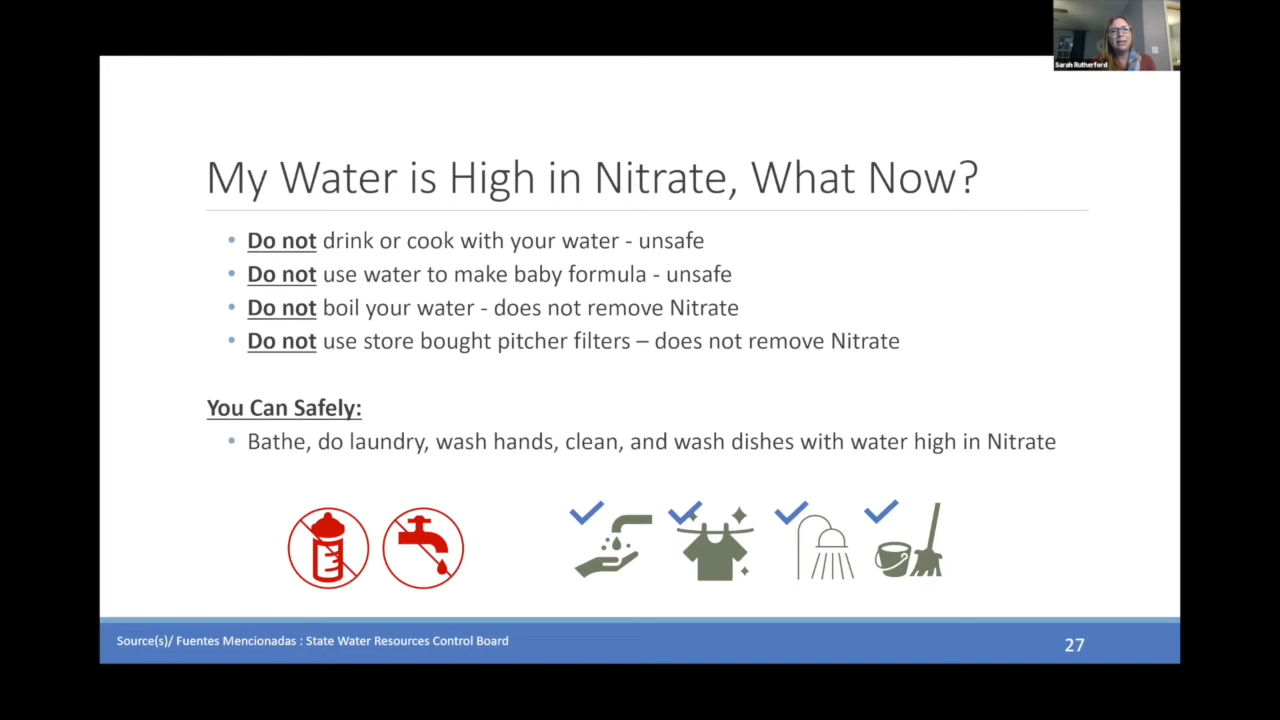 Sarah Rutherford
My Water is High in Nitrate, What Now?
• Do not drink or cook with your water - unsafe
• Do not use water to make baby formula - unsafe
• Do not boil your water - does not remove Nitrate
• Do not use store bought pitcher filters – does not remove Nitrate
You Can Safely:
• Bathe, do laundry, wash hands, clean, and wash dishes with water high in Nitrate
Source(s)/ Fuentes Mencionadas : State Water Resources Control Board
27